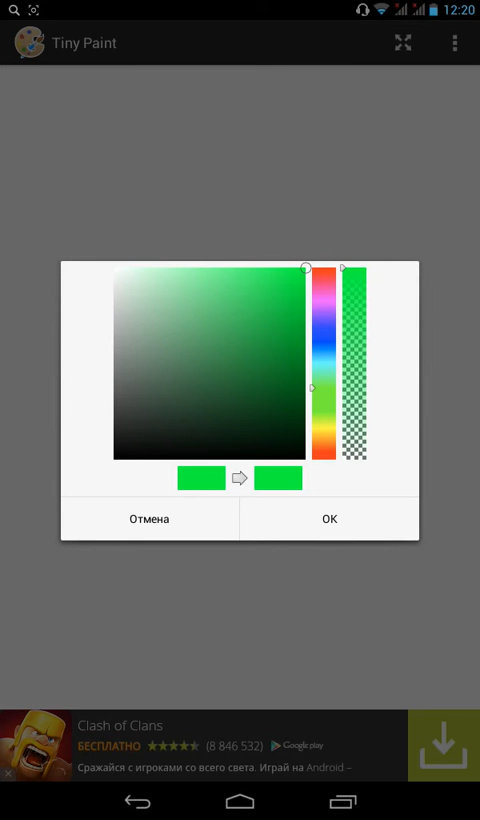 12:20
Tiny Paint
Отмена
OK
Clash of Clans
БЕСПЛАТНО (8 846 532) Google play
Сражайся с игроками со всего света. Играй на Android –